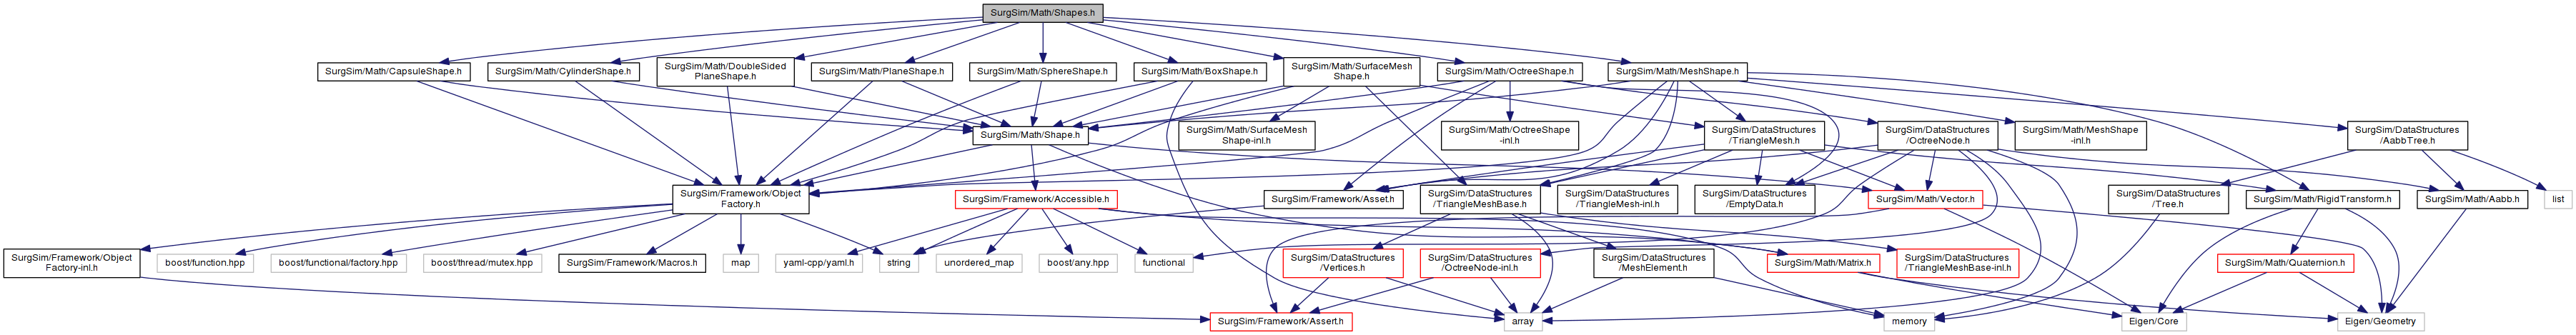 SurgSim/Math/Shapes.h
SurgSim/Math/CapsuleShape.h
SurgSim/Math/CylinderShape.h
SurgSim/Math/DoubleSided
PlaneShape.h
SurgSim/Math/PlaneShape.h
SurgSim/Math/SphereShape.h
SurgSim/Math/BoxShape.h
SurgSim/Math/SurfaceMesh
Shape.h
SurgSim/Math/OctreeShape.h
SurgSim/Math/MeshShape.h
SurgSim/Math/Shape.h
SurgSim/Math/SurfaceMesh
Shape-inl.h
SurgSim/Math/OctreeShape
-inl.h
SurgSim/DataStructures
/TriangleMesh.h
SurgSim/DataStructures
/OctreeNode.h
SurgSim/Math/MeshShape
-inl.h
SurgSim/DataStructures
/AabbTree.h
SurgSim/Framework/Object
Factory.h
SurgSim/Framework/Accessible.h
SurgSim/Framework/Asset.h
SurgSim/DataStructures
/TriangleMeshBase.h
SurgSim/DataStructures
/TriangleMesh-inl.h
SurgSim/DataStructures
/EmptyData.h
SurgSim/Math/Vector.h
SurgSim/DataStructures
/Tree.h
SurgSim/Math/RigidTransform.h
SurgSim/Math/Aabb.h
list
SurgSim/Framework/Object
Factory-inl.h
boost/function.hpp
boost/functional/factory.hpp
boost/thread/mutex.hpp
SurgSim/Framework/Macros.h
map
yaml-cpp/yaml.h
string
unordered_map
boost/any.hpp
functional
SurgSim/DataStructures
/Vertices.h
SurgSim/DataStructures
/OctreeNode-inl.h
SurgSim/DataStructures
/MeshElement.h
SurgSim/Math/Matrix.h
SurgSim/DataStructures
/TriangleMeshBase-inl.h
SurgSim/Math/Quaternion.h
SurgSim/Framework/Assert.h
array
memory
Eigen/Core
Eigen/Geometry